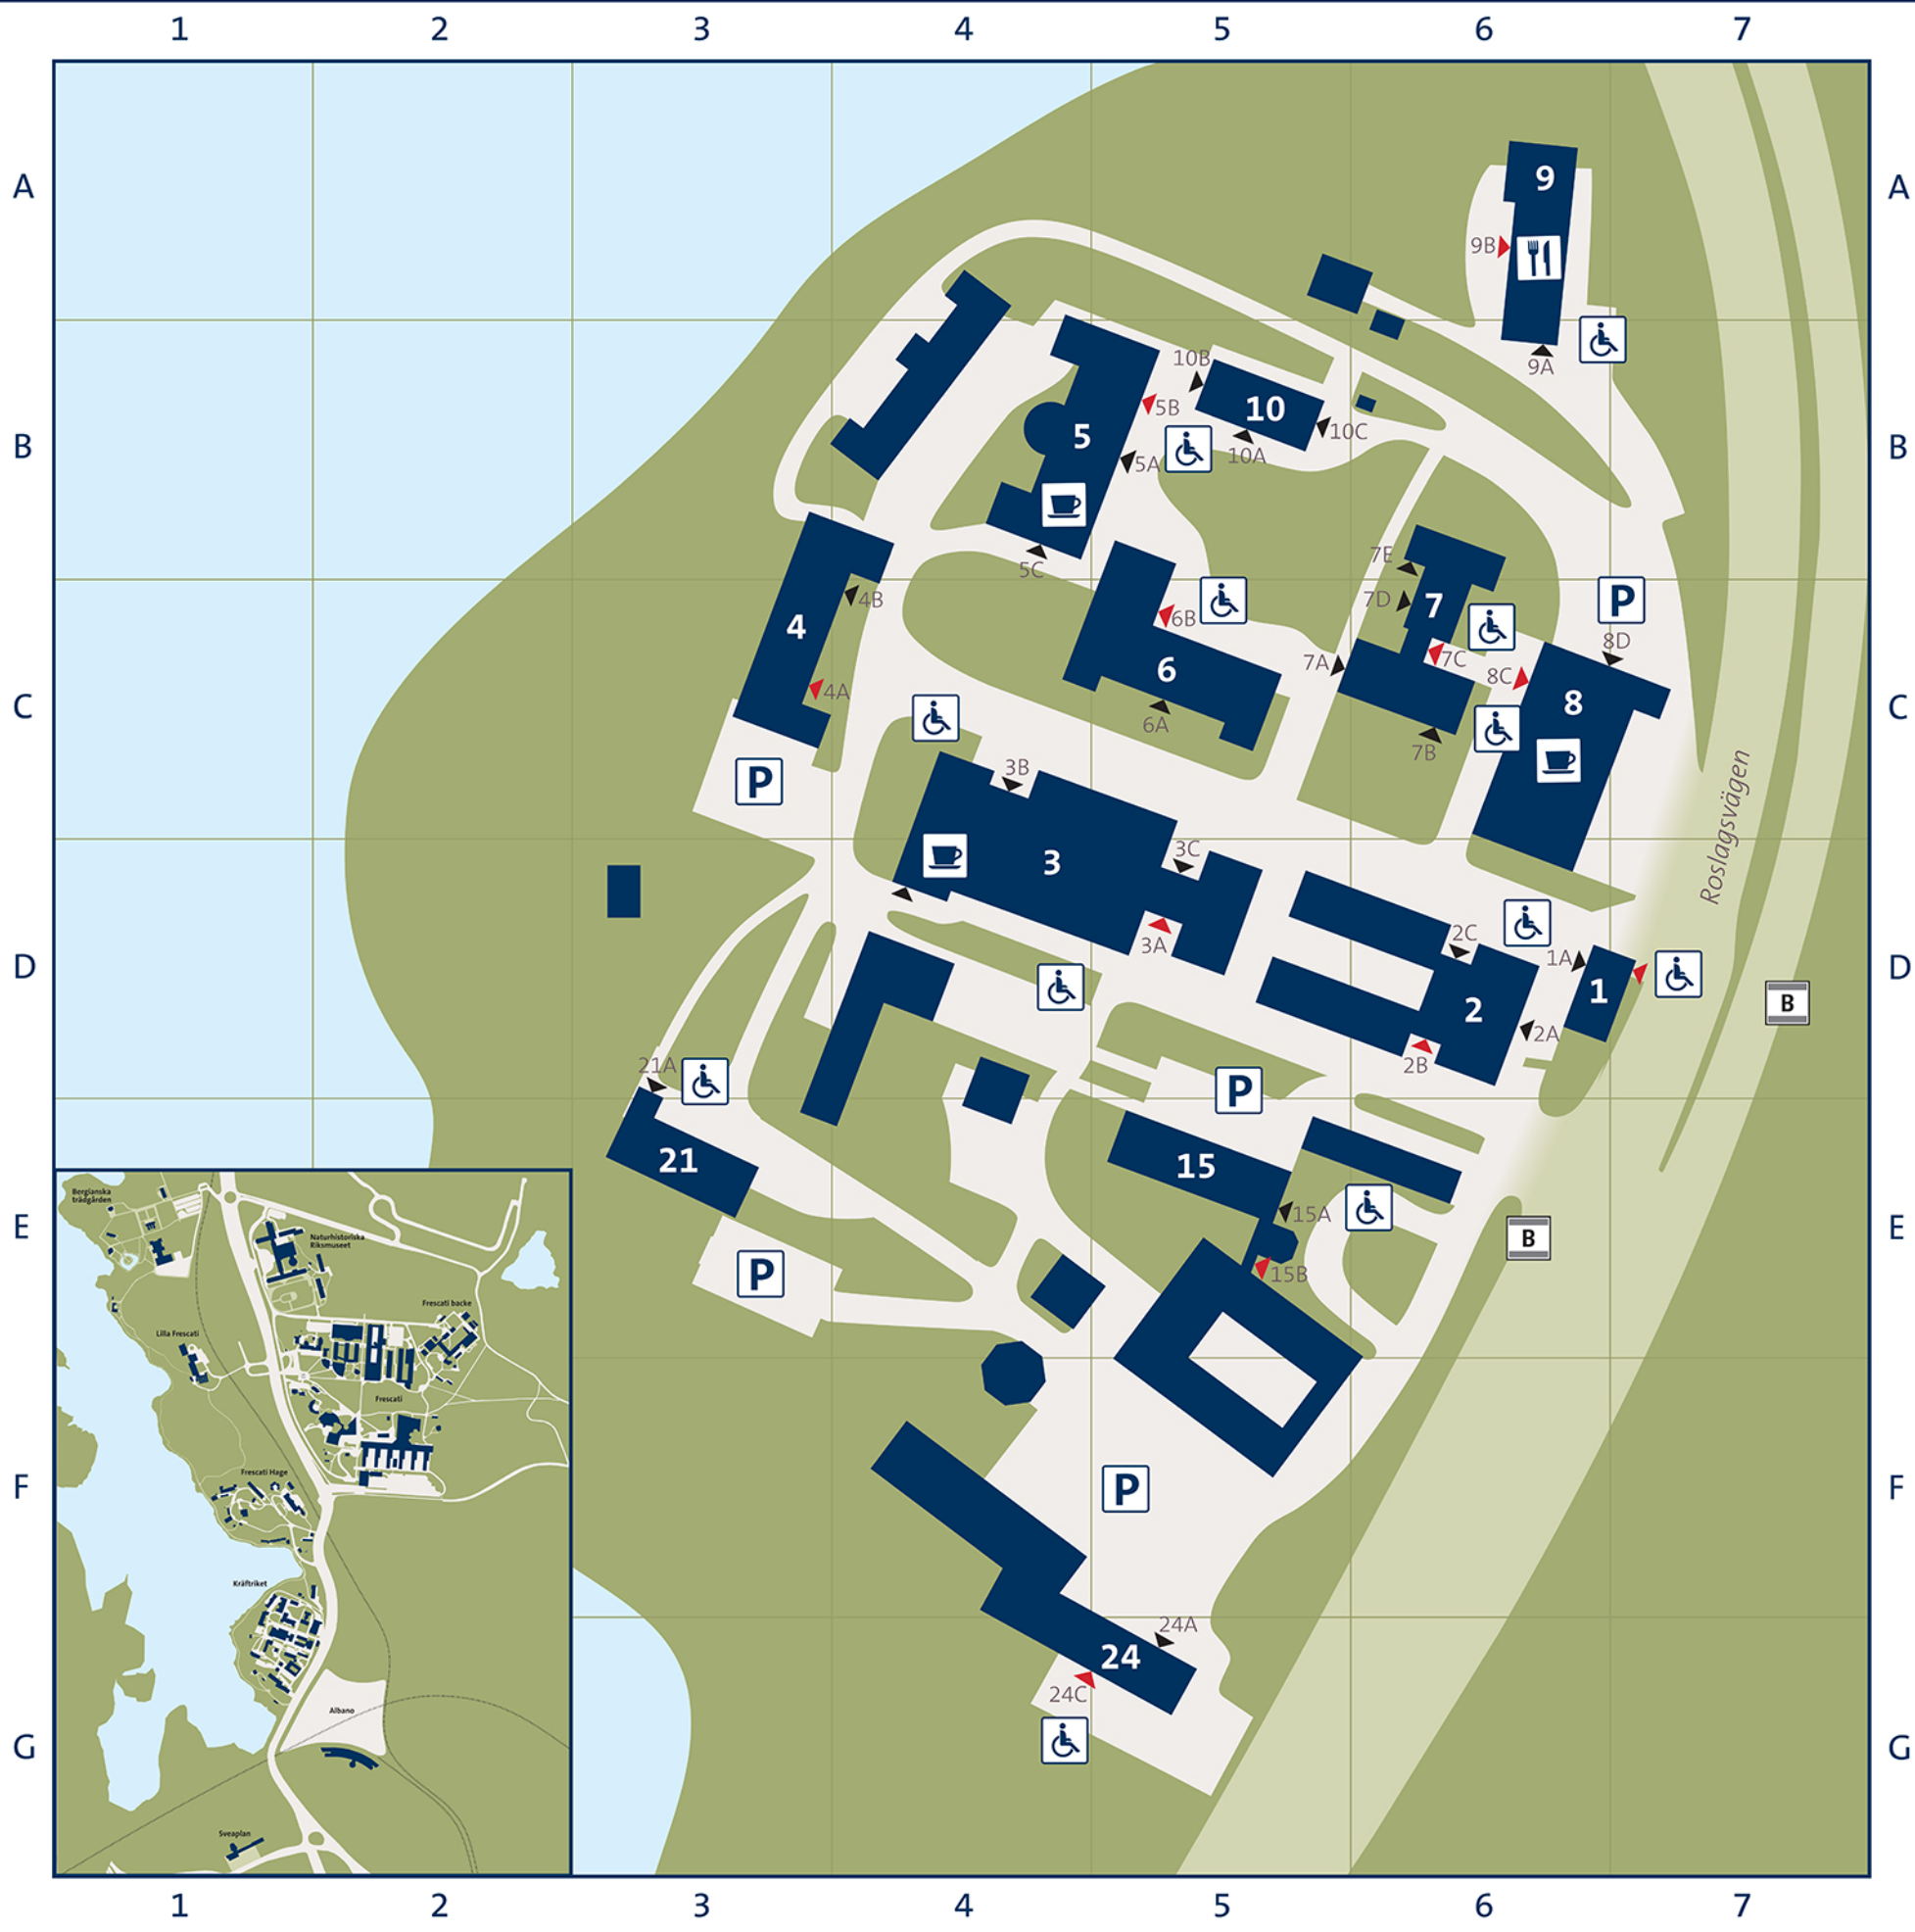 1 2 3 4 5 6 7
A 9 A
9B
10B
9A
5B
10
B 5 10C B
5A 10A
5C
7E
4B 7D 7 P
4 6B
8D
6 7A 7C 8C
C 4A 8 C
6A
7B
3B
P
Roslagsvägen
3C
3
2C
3A 1A
D 1 D
2 B
2A
2B
21A
P
21 15
E 15A E
B
P 15B
F P F
24A
24
24C
G G
1 2 3 4 5 6 7
Bergianska
trädgården
Naturhistoriska
Riksmuseet
Frescati backe
Lilla Frescati
Frescati
Frescati Hage
Kräftriket
Albano
Sveaplan